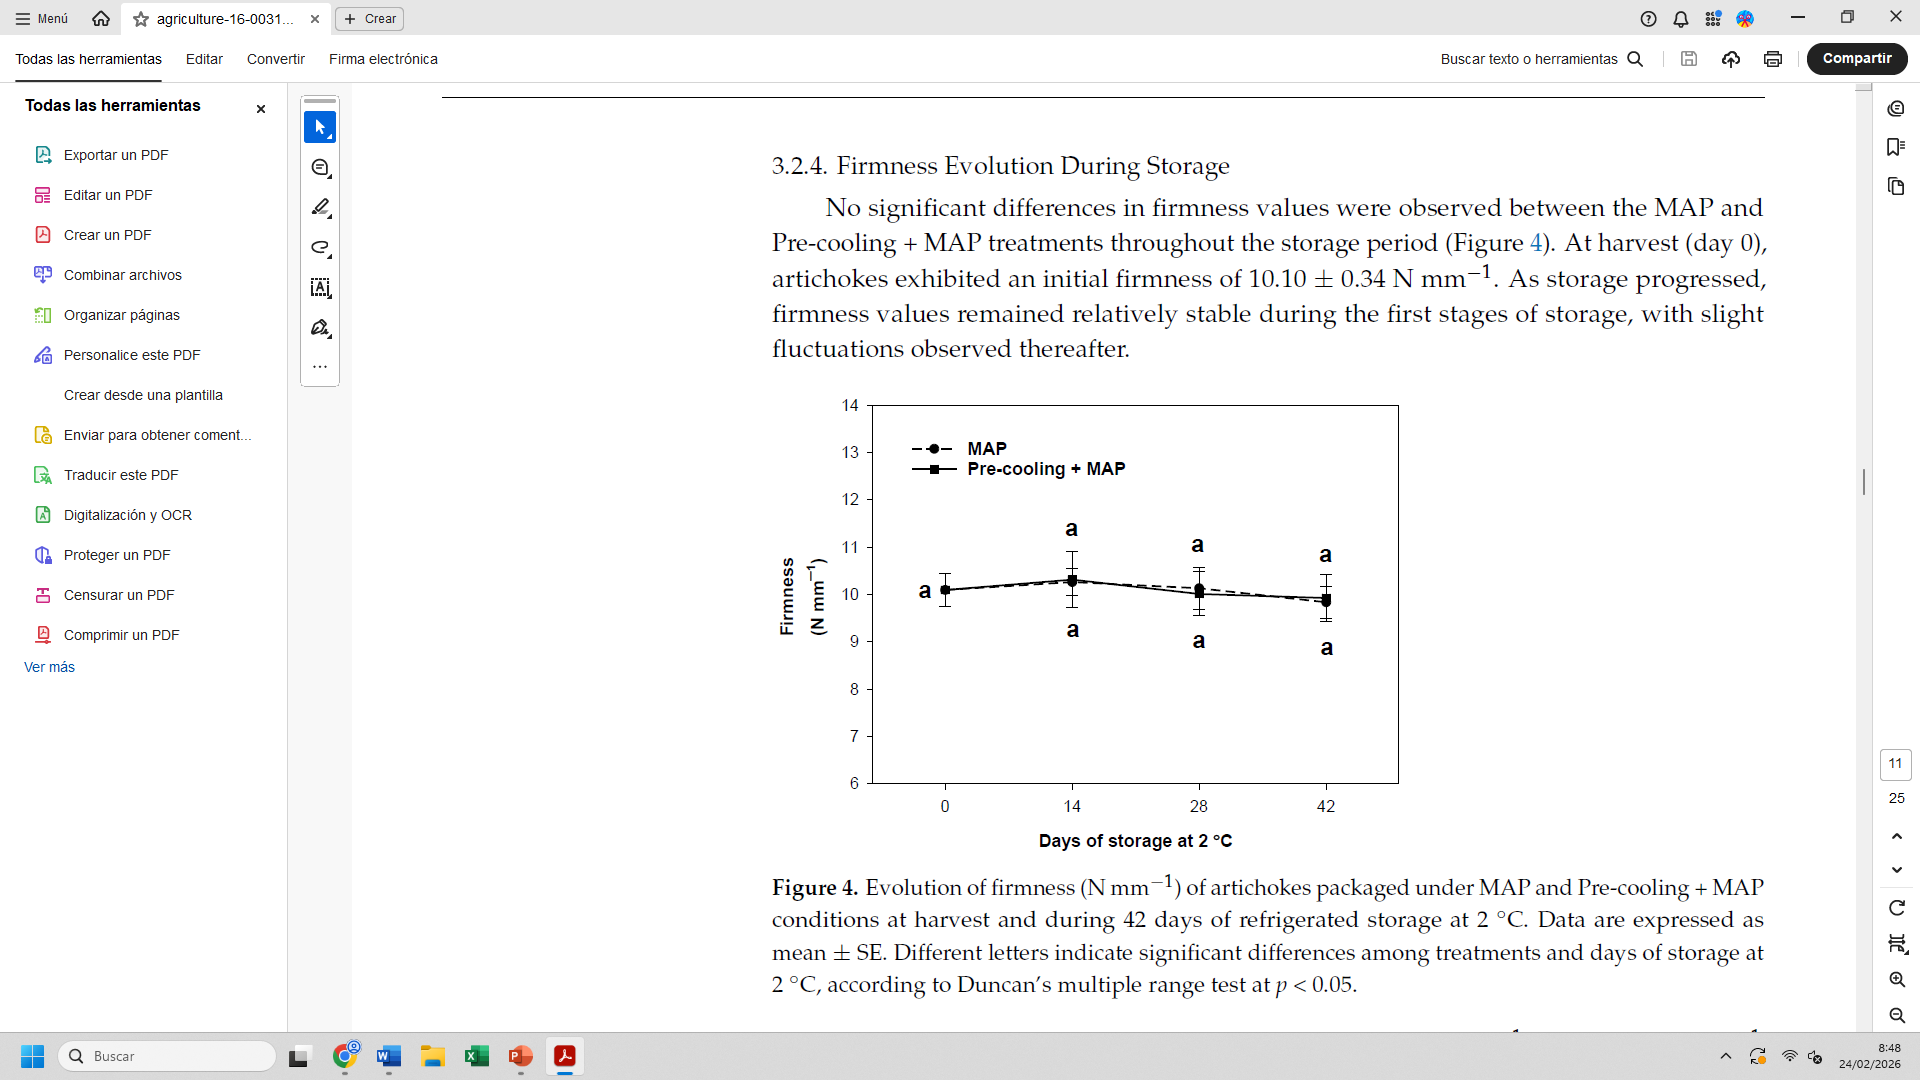 Menú
agriculture-16-0031...
Crear
Todas las herramientas
Editar
Convertir
Firma electrónica
Buscar texto o herramientas
Compartir
Todas las herramientas
Exportar un PDF
Editar un PDF
Crear un PDF
Combinar archivos
Organizar páginas
Personalice este PDF
Crear desde una plantilla
Enviar para obtener coment...
Traducir este PDF
Digitalización y OCR
Proteger un PDF
Censurar un PDF
Comprimir un PDF
Ver más
3.2.4. Firmness Evolution During Storage
No significant differences in firmness values were observed between the MAP and
Pre-cooling + MAP treatments throughout the storage period (Figure 4). At harvest (day 0),
artichokes exhibited an initial firmness of 10.10 ± 0.34 N mm⁻¹. As storage progressed,
firmness values remained relatively stable during the first stages of storage, with slight
fluctuations observed thereafter.
14
13
12
11
10
9
8
7
6
Firmness
(N mm⁻¹)
MAP
Pre-cooling + MAP
a
a
a
a
a
a
a
0
14
28
42
Days of storage at 2 °C
Figure 4. Evolution of firmness (N mm⁻¹) of artichokes packaged under MAP and Pre-cooling + MAP
conditions at harvest and during 42 days of refrigerated storage at 2 °C. Data are expressed as
mean ± SE. Different letters indicate significant differences among treatments and days of storage at
2 °C, according to Duncan's multiple range test at p < 0.05.
11
25
Buscar
8:48
24/02/2026